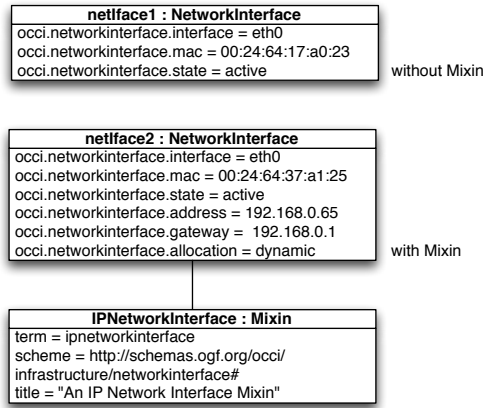 netIface1 : NetworkInterface
occi.networkinterface.interface = eth0
occi.networkinterface.mac = 00:24:64:17:a0:23
occi.networkinterface.state = active
without Mixin
netIface2 : NetworkInterface
occi.networkinterface.interface = eth0
occi.networkinterface.mac = 00:24:64:37:a1:25
occi.networkinterface.state = active
occi.networkinterface.address = 192.168.0.65
occi.networkinterface.gateway = 192.168.0.1
occi.networkinterface.allocation = dynamic
with Mixin
IPNetworkInterface : Mixin
term = ipnetworkinterface
scheme = http://schemas.ogf.org/occi/
infrastructure/networkinterface#
title = "An IP Network Interface Mixin"